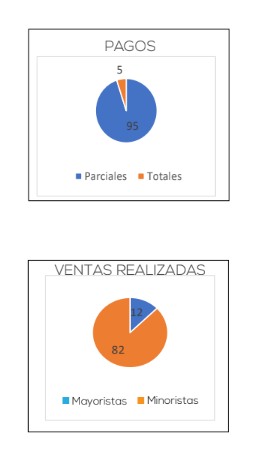 PAGOS
5
95
Parciales Totales
VENTAS REALIZADAS
12
82
Mayoristas Minoristas